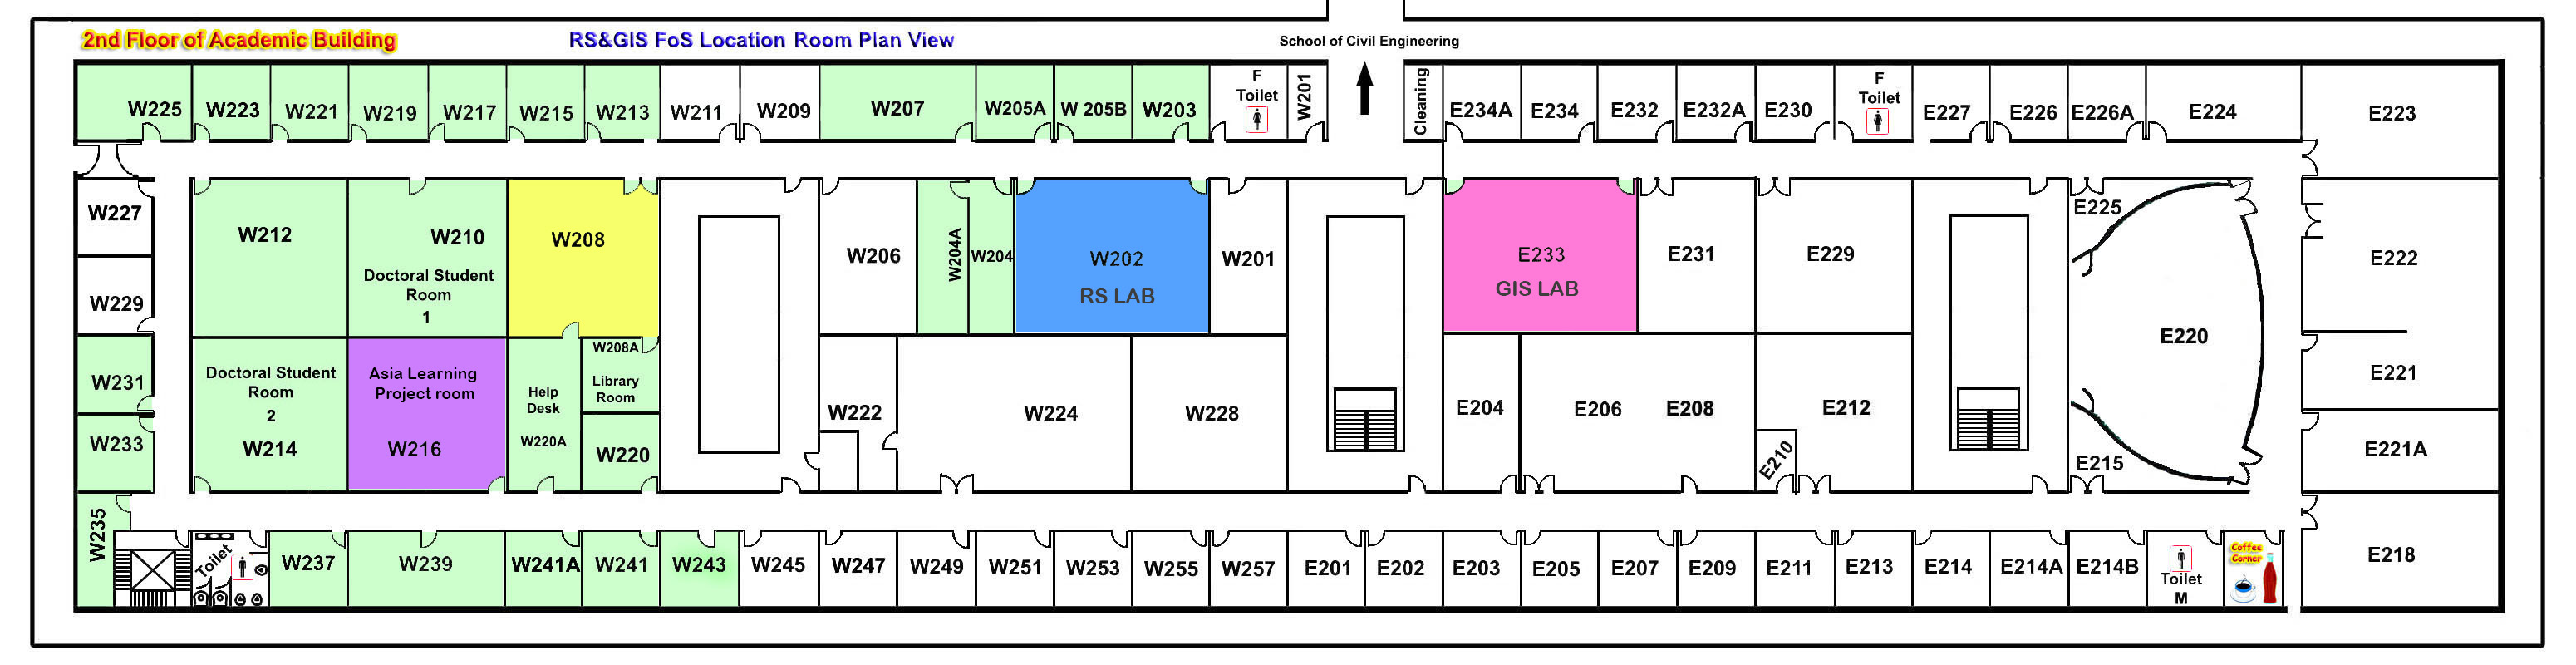 2nd Floor of Academic Building
RS&GIS FoS Location Room Plan View
School of Civil Engineering
W225
W223
W221
W219
W217
W215
W213
W211
W209
W207
W205A
W 205B
W203
F
Toilet
W201
Cleaning
E234A
E234
E232
E232A
E230
F
Toilet
E227
E226
E226A
E224
E223
W227
W229
W231
W233
W235
W212
W210
Doctoral Student
Room
1
W208
W206
W204A
W204
W202
RS LAB
W201
E233
GIS LAB
E231
E229
E225
E220
E215
E222
E221
E221A
E218
Doctoral Student
Room
2
W214
Asia Learning
Project room
W216
Help
Desk
W220A
W208A
Library
Room
W220
W222
W224
W228
E204
E206
E208
E210
E212
Toilet
W237
W239
W241A
W241
W243
W245
W247
W249
W251
W253
W255
W257
E201
E202
E203
E205
E207
E209
E211
E213
E214
E214A
E214B
Toilet
M
Coffee
Corner